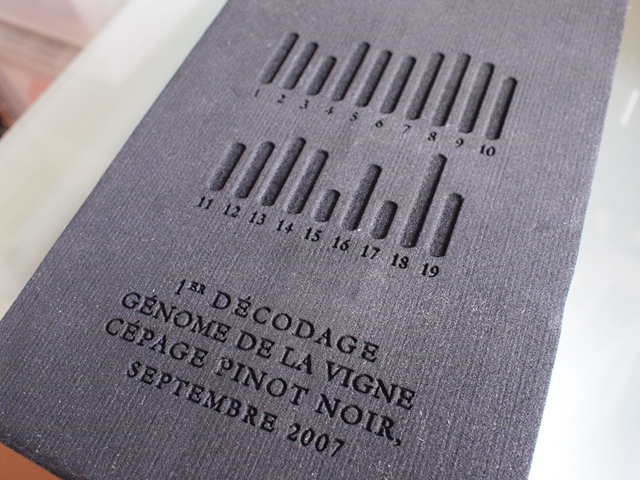 1 2 3 4 5 6 7 8 9 10
11 12 13 14 15 16 17 18 19
1ER DÉCODAGE
GÉNOME DE LA VIGNE
CÉPAGE PINOT NOIR,
SEPTEMBRE 2007